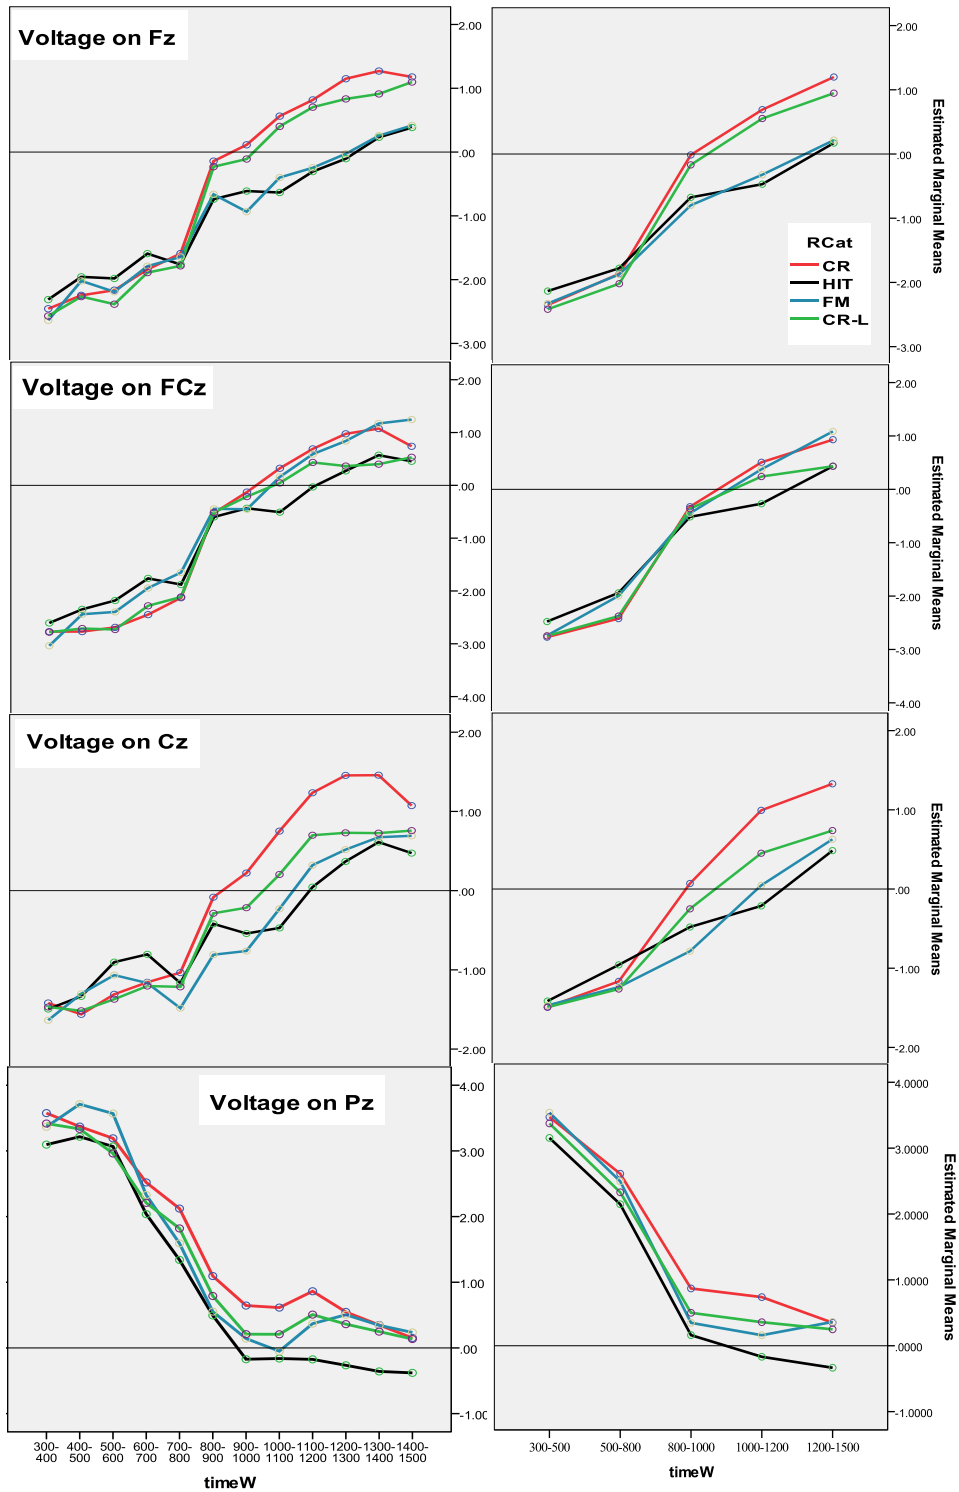 Voltage on Fz
2.00
1.00
.00
-1.00
-2.00
-3.00
2.00
1.00
.00
-1.00
-2.00
-3.00
Estimated Marginal Means
RCat
CR
HIT
FM
CR-L
Voltage on FCz
2.00
1.00
.00
-1.00
-2.00
-3.00
-4.00
2.00
1.00
.00
-1.00
-2.00
-3.00
-4.00
Estimated Marginal Means
Voltage on Cz
2.00
1.00
.00
-1.00
-2.00
2.00
1.00
.00
-1.00
-2.00
Estimated Marginal Means
Voltage on Pz
4.00
3.00
2.00
1.00
.00
-1.00
4.0000
3.0000
2.0000
1.0000
.0000
-1.0000
Estimated Marginal Means
300- 400- 500- 600- 700- 800- 900- 1000- 1100- 1200- 1300- 1400-
400 500 600 700 800 900 1000 1100 1200 1300 1400 1500
timeW
300-500 500-800 800-1000 1000-1200 1200-1500
timeW